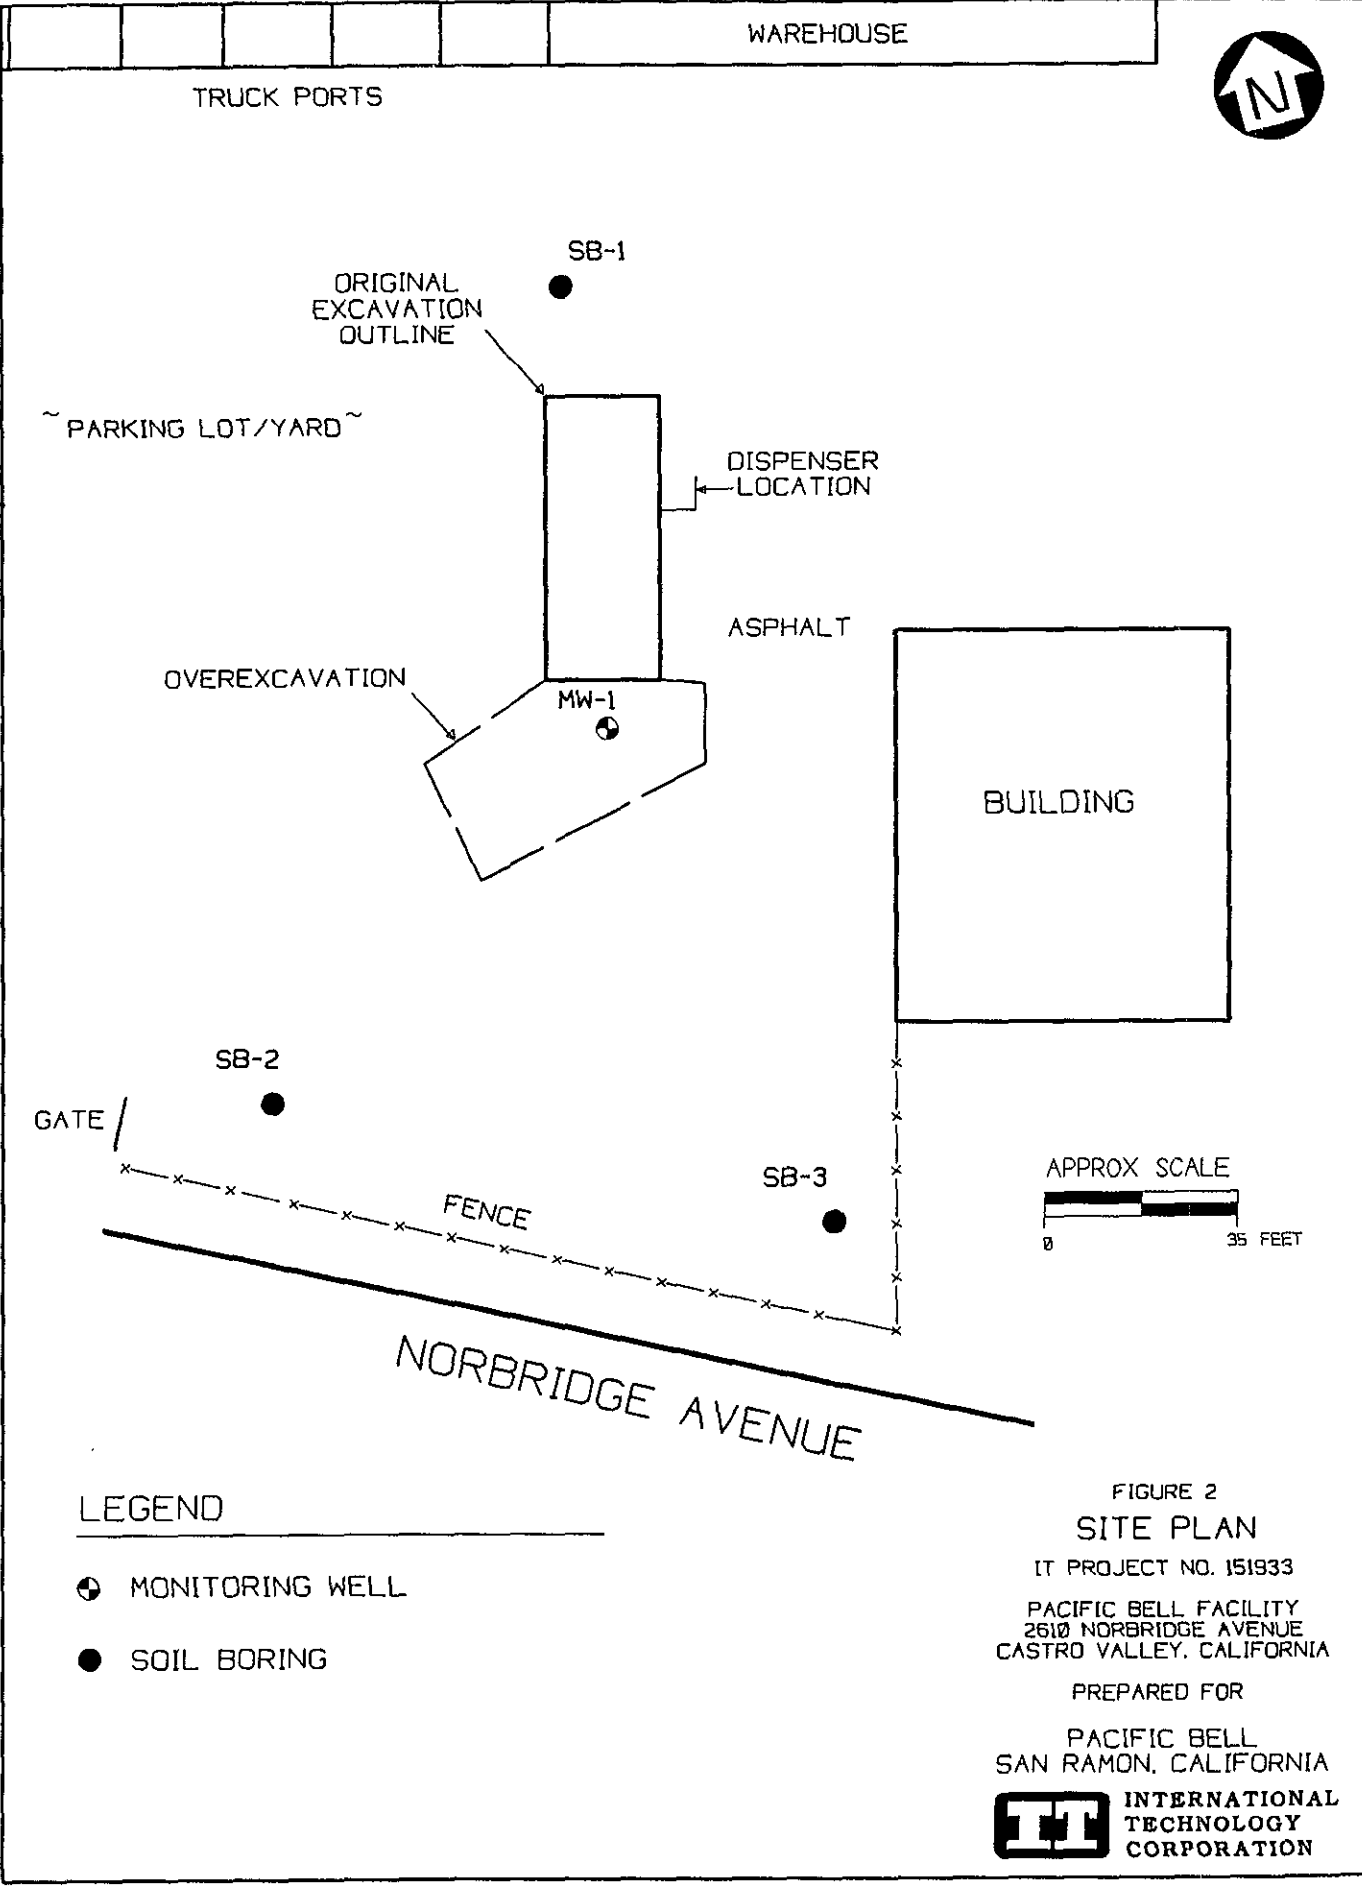 WAREHOUSE
TRUCK PORTS
N
SB-1
ORIGINAL
EXCAVATION
OUTLINE
~PARKING LOT/YARD~
DISPENSER
LOCATION
ASPHALT
OVEREXCAVATION
MW-1
BUILDING
SB-2
GATE
SB-3
APPROX SCALE
0 35 FEET
FENCE
NORBRIDGE AVENUE
LEGEND
MONITORING WELL
SOIL BORING
FIGURE 2
SITE PLAN
IT PROJECT NO. 151933
PACIFIC BELL FACILITY
2610 NORBRIDGE AVENUE
CASTRO VALLEY, CALIFORNIA
PREPARED FOR
PACIFIC BELL
SAN RAMON, CALIFORNIA
IT
INTERNATIONAL
TECHNOLOGY
CORPORATION